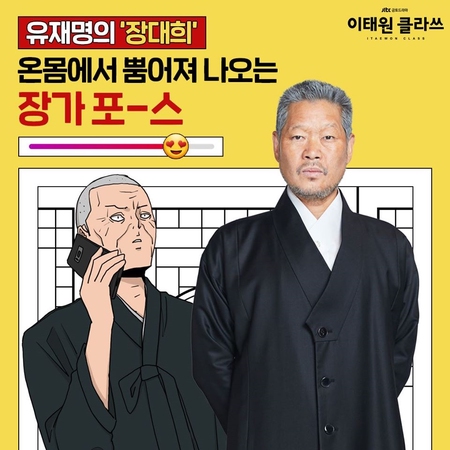 jtbc 금토드라마
이태원 클라쓰
ITAEWON CLASS
유재명의 '장대희'
온몸에서 뿜어져 나오는
장가 포-스